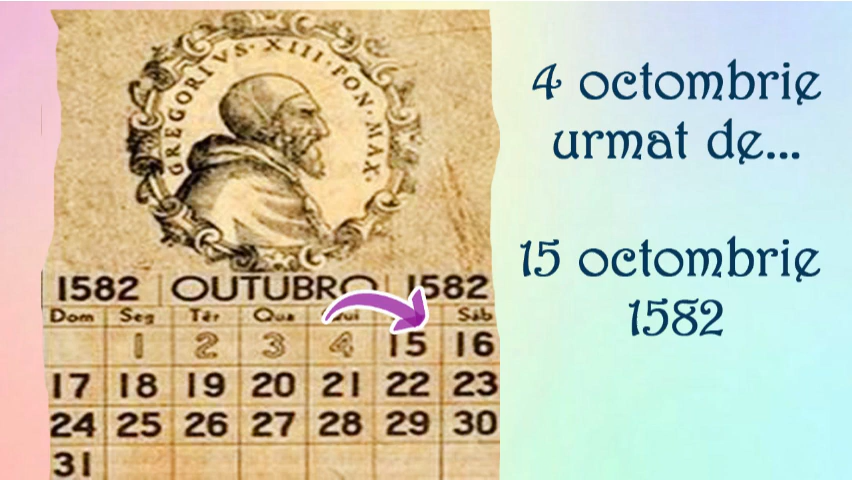 GREGORIVS·XIII·PON·MAX·
1582 OUTUBRO 1582
Dom Seg Têr Qua Sáb
1 2 3 4 15 16
17 18 19 20 21 22 23
24 25 26 27 28 29 30
31
4 octombrie
urmat de...
15 octombrie
1582